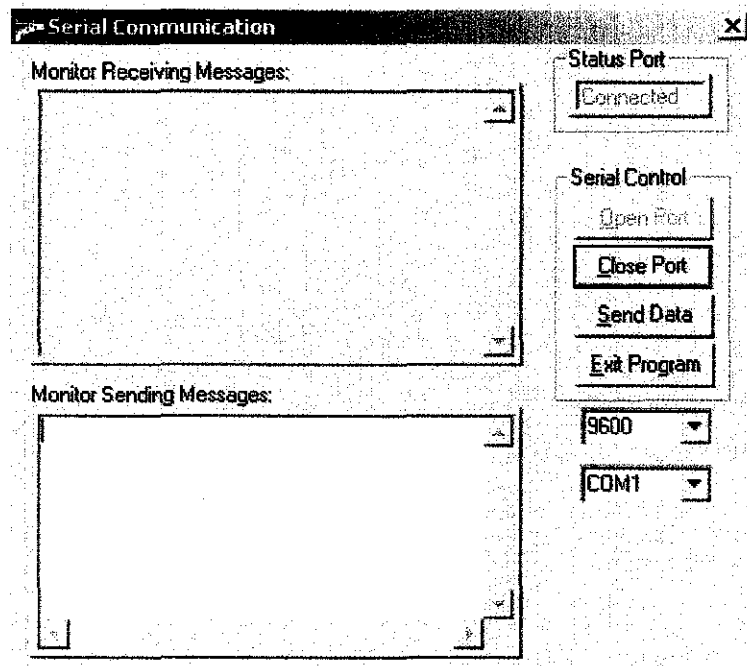 Serial Communication
Monitor Receiving Messages:
Status Port
Connected
Serial Control
Open Port
Close Port
Send Data
Exit Program
Monitor Sending Messages:
9600
COM1